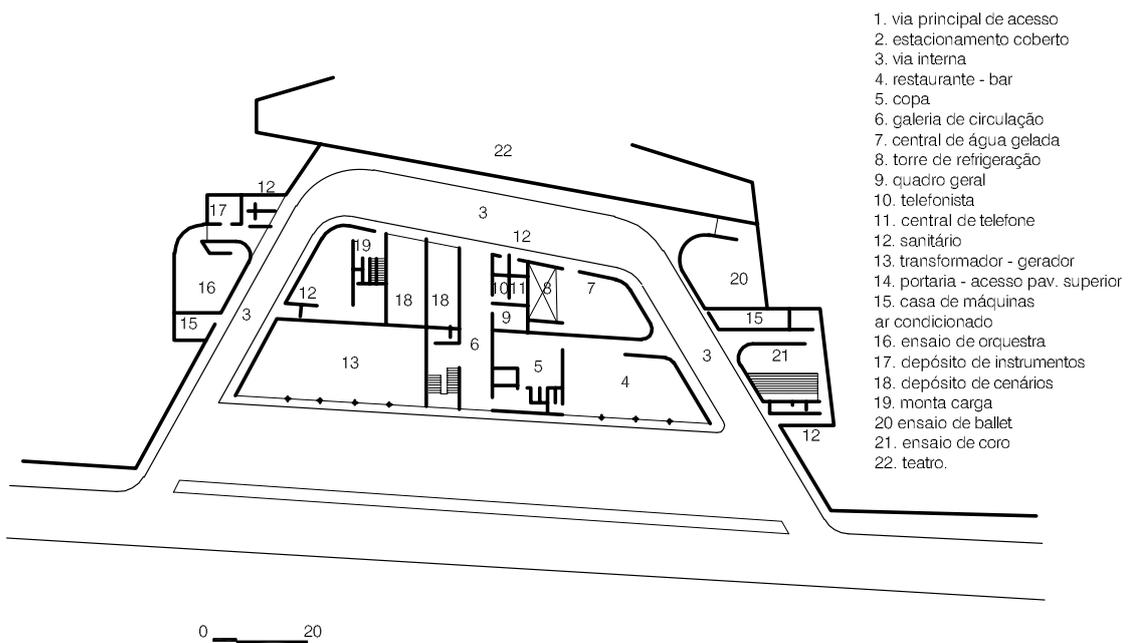 1. via principal de acesso
2. estacionamento coberto
3. via interna
4. restaurante - bar
5. copa
6. galeria de circulação
7. central de água gelada
8. torre de refrigeração
9. quadro geral
10. telefonista
11. central de telefone
12. sanitário
13. transformador - gerador
14. portaria - acesso pav. superior
15. casa de máquinas
ar condicionado
16. ensaio de orquestra
17. depósito de instrumentos
18. depósito de cenários
19. monta carga
20 ensaio de ballet
21. ensaio de coro
22. teatro.
22
12
17
3
12
19
20
16
12
18
18
10
11
8
7
15
3
9
15
6
3
21
13
5
4
12
0
20